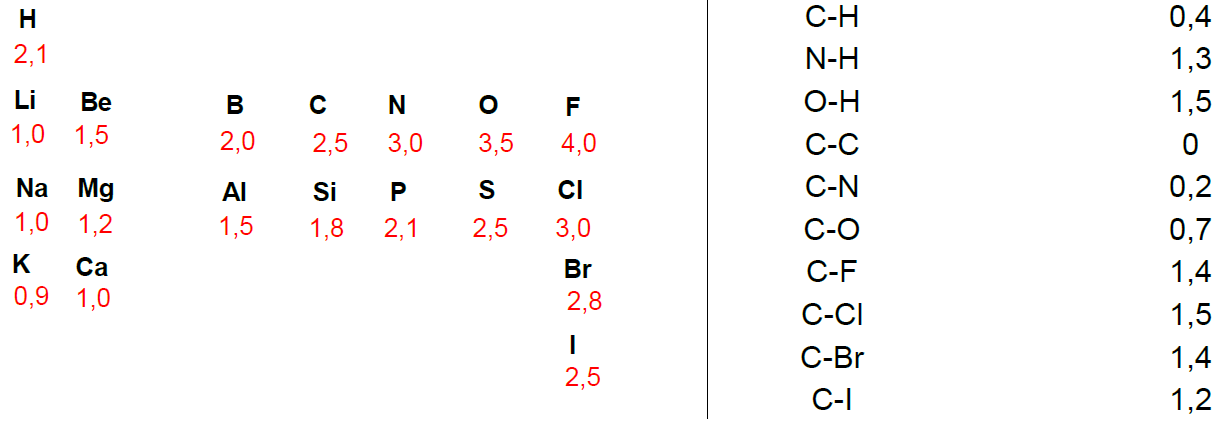 H
2,1
Li Be B C N O F
1,0 1,5 2,0 2,5 3,0 3,5 4,0
Na Mg Al Si P S Cl
1,0 1,2 1,5 1,8 2,1 2,5 3,0
K Ca Br
0,9 1,0 2,8
I
2,5
C-H 0,4
N-H 1,3
O-H 1,5
C-C 0
C-N 0,2
C-O 0,7
C-F 1,4
C-Cl 1,5
C-Br 1,4
C-I 1,2